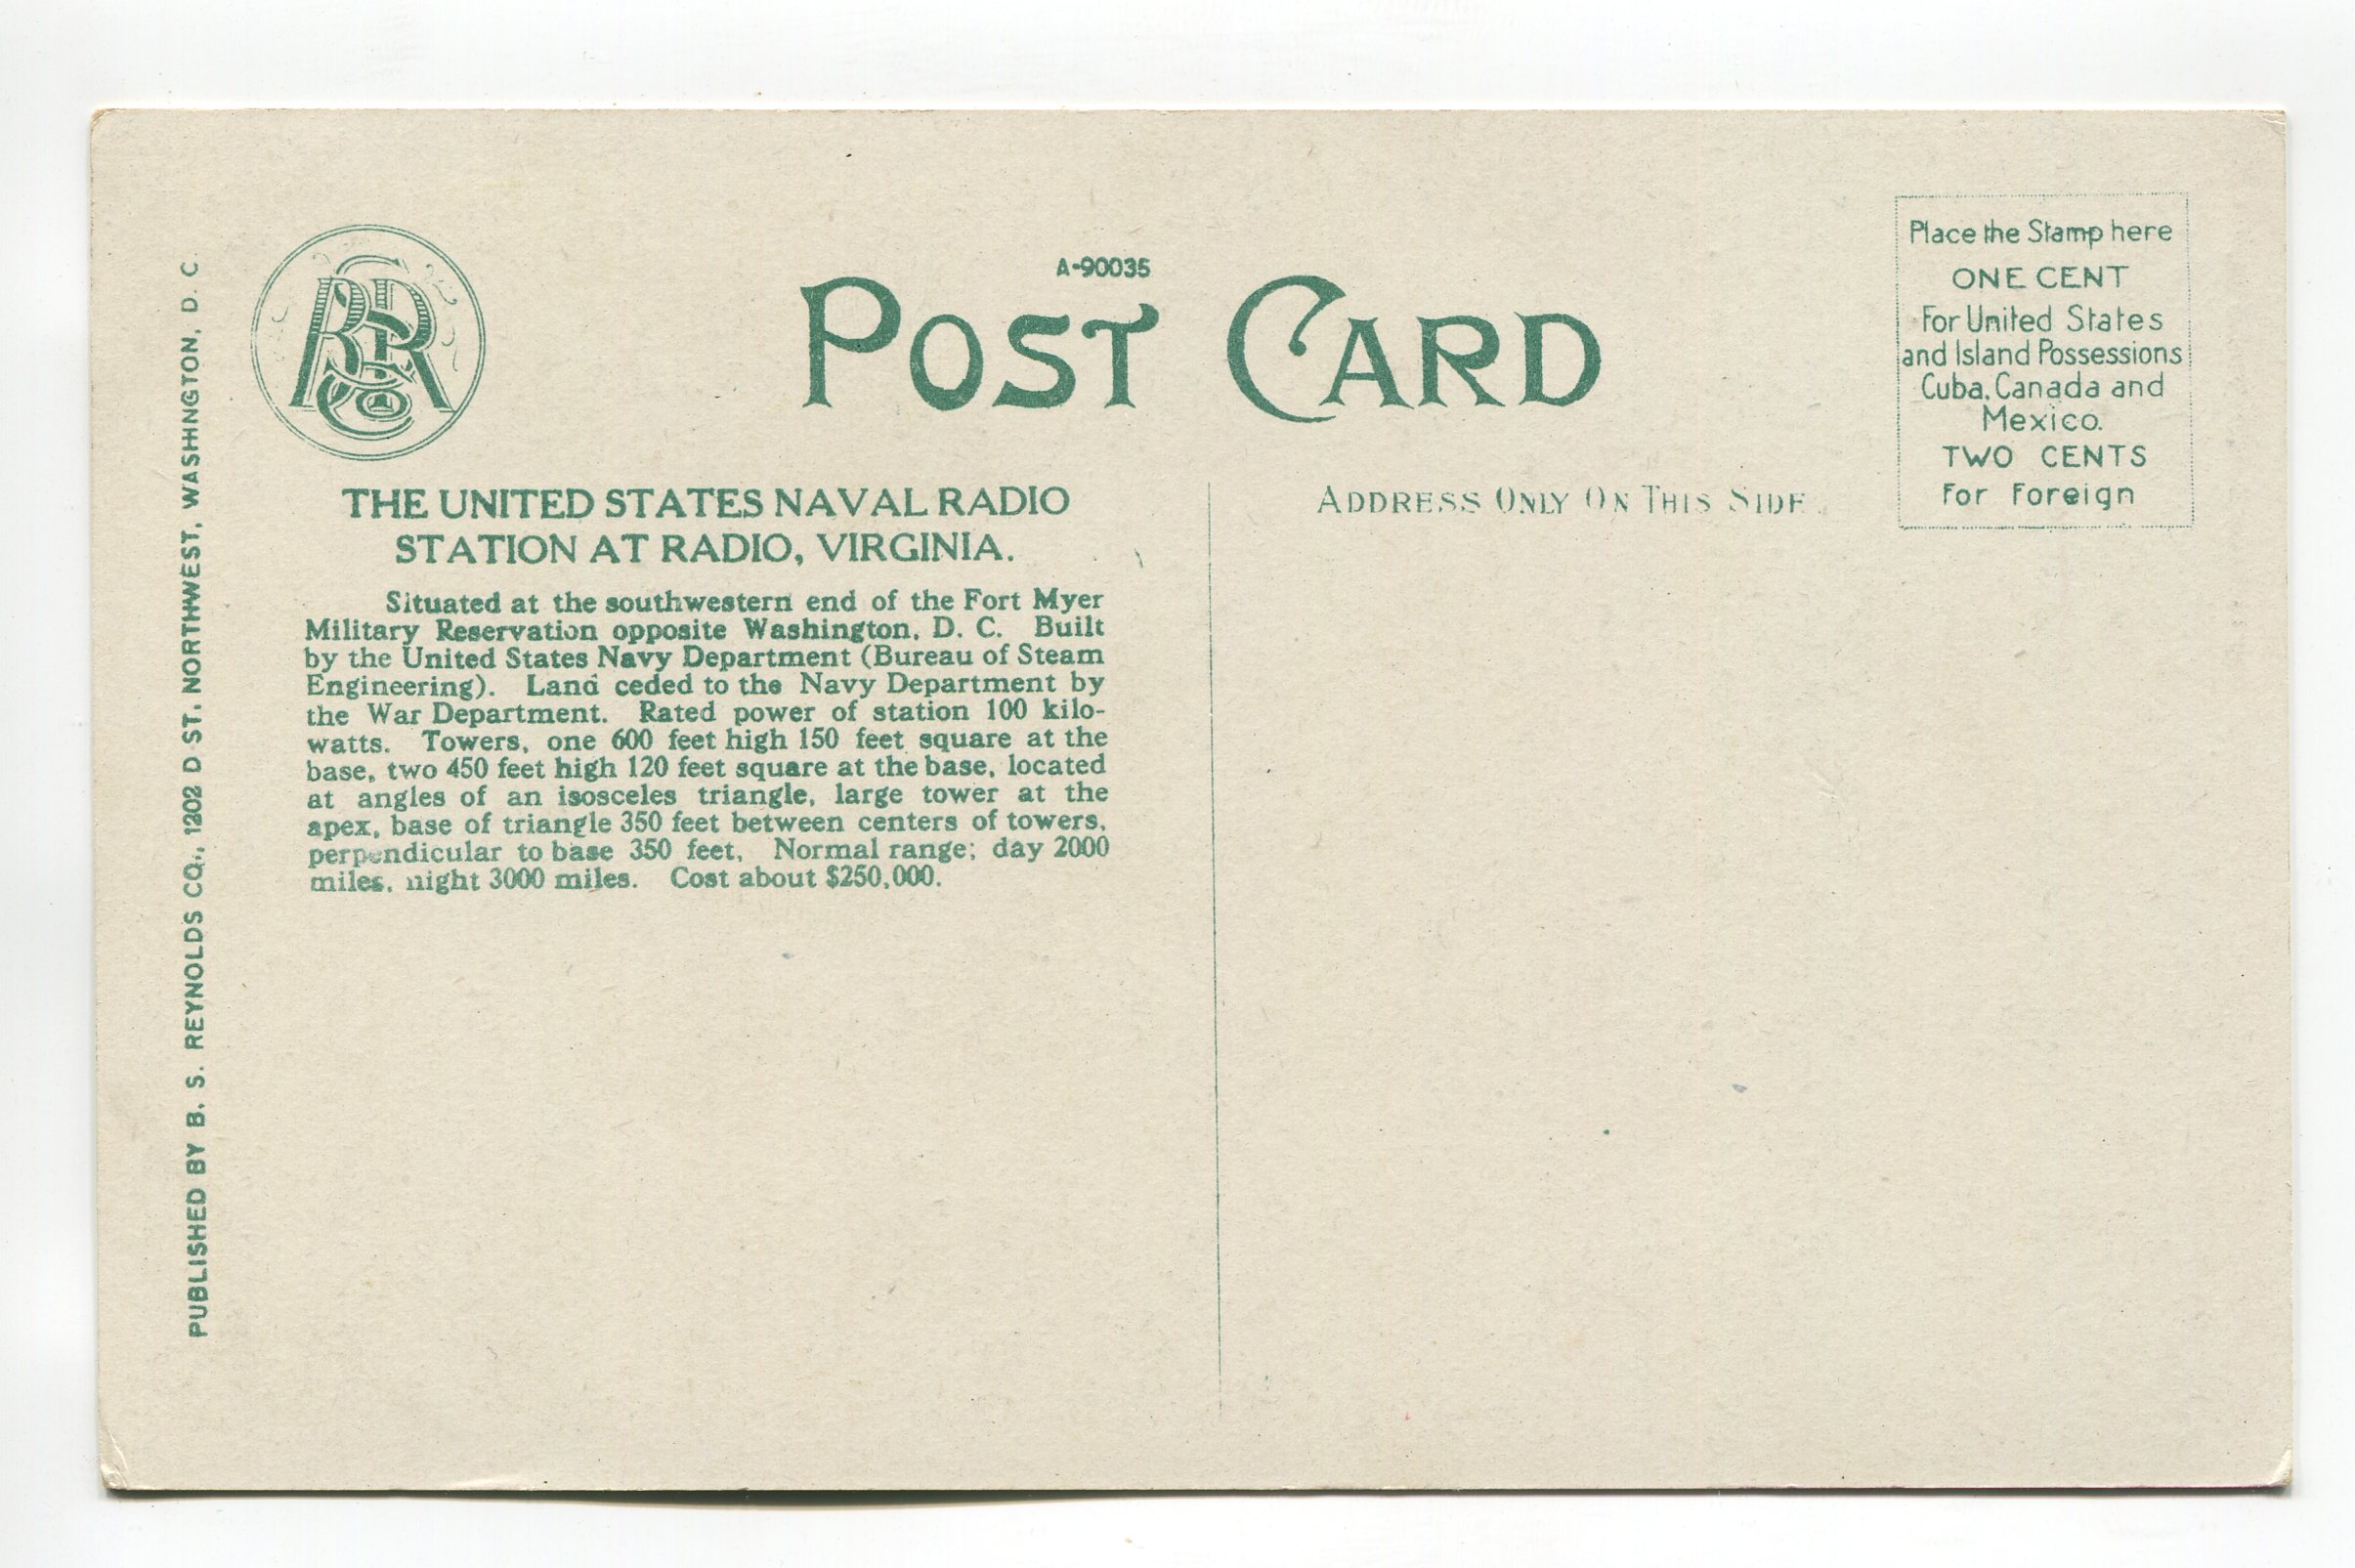 PUBLISHED BY B. S. REYNOLDS CO., 1202 D ST. NORTHWEST, WASHINGTON, D. C.
BSR Co
A-90035
POST CARD
Place the Stamp here
ONE CENT
For United States
and Island Possessions
Cuba, Canada and
Mexico.
TWO CENTS
For Foreign
THE UNITED STATES NAVAL RADIO
STATION AT RADIO, VIRGINIA.
Situated at the southwestern end of the Fort Myer
Military Reservation opposite Washington, D. C. Built
by the United States Navy Department (Bureau of Steam
Engineering). Land ceded to the Navy Department by
the War Department. Rated power of station 100 kilo-
watts. Towers, one 600 feet high 150 feet square at the
base, two 450 feet high 120 feet square at the base, located
at angles of an isosceles triangle, large tower at the
apex, base of triangle 350 feet between centers of towers,
perpendicular to base 350 feet, Normal range; day 2000
miles, night 3000 miles. Cost about $250,000.
ADDRESS ONLY ON THIS SIDE.